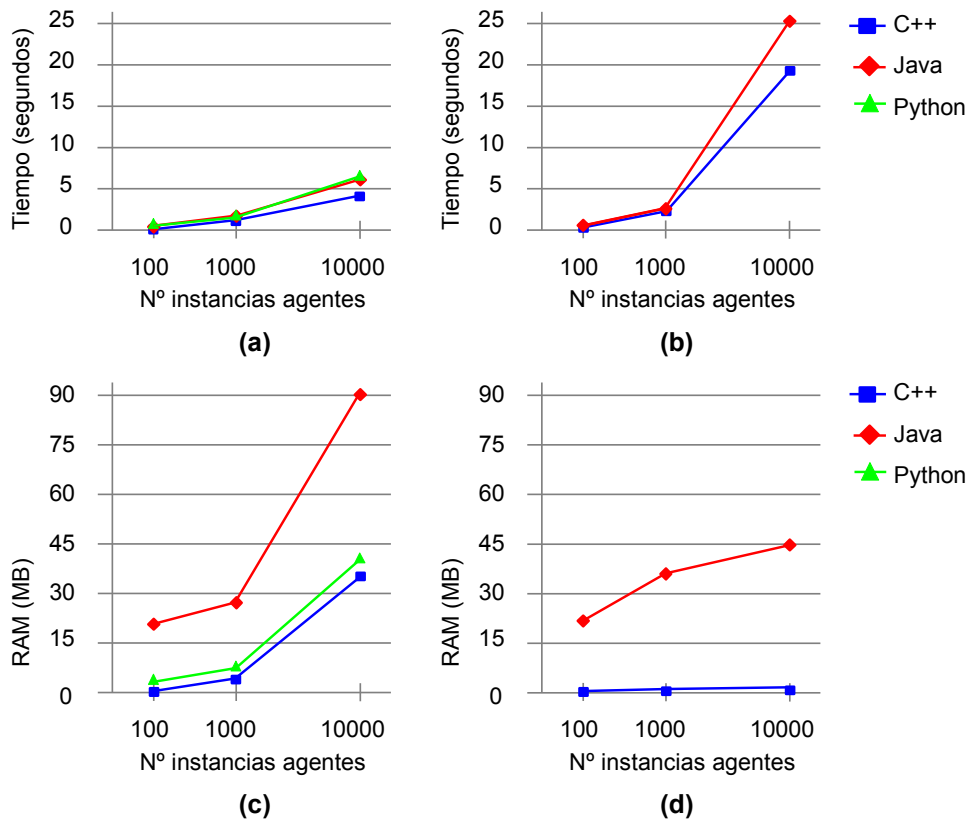 Tiempo (segundos)
25
20
15
10
5
0
100 1000 10000
Nº instancias agentes
(a)
Tiempo (segundos)
25
20
15
10
5
0
100 1000 10000
Nº instancias agentes
(b)
C++
Java
Python
RAM (MB)
90
75
60
45
30
15
0
100 1000 10000
Nº instancias agentes
(c)
RAM (MB)
90
75
60
45
30
15
0
100 1000 10000
Nº instancias agentes
(d)
C++
Java
Python